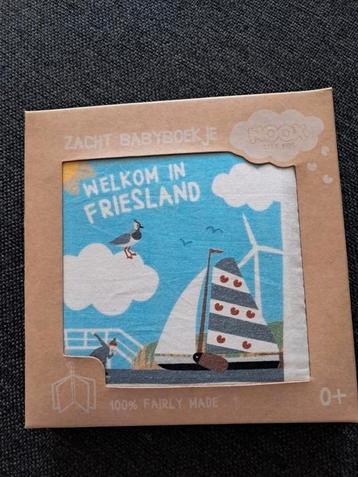 ZACHT BABYBOEKJE
NOOX
WELKOM IN
FRIESLAND
100% FAIRLY MADE
0+